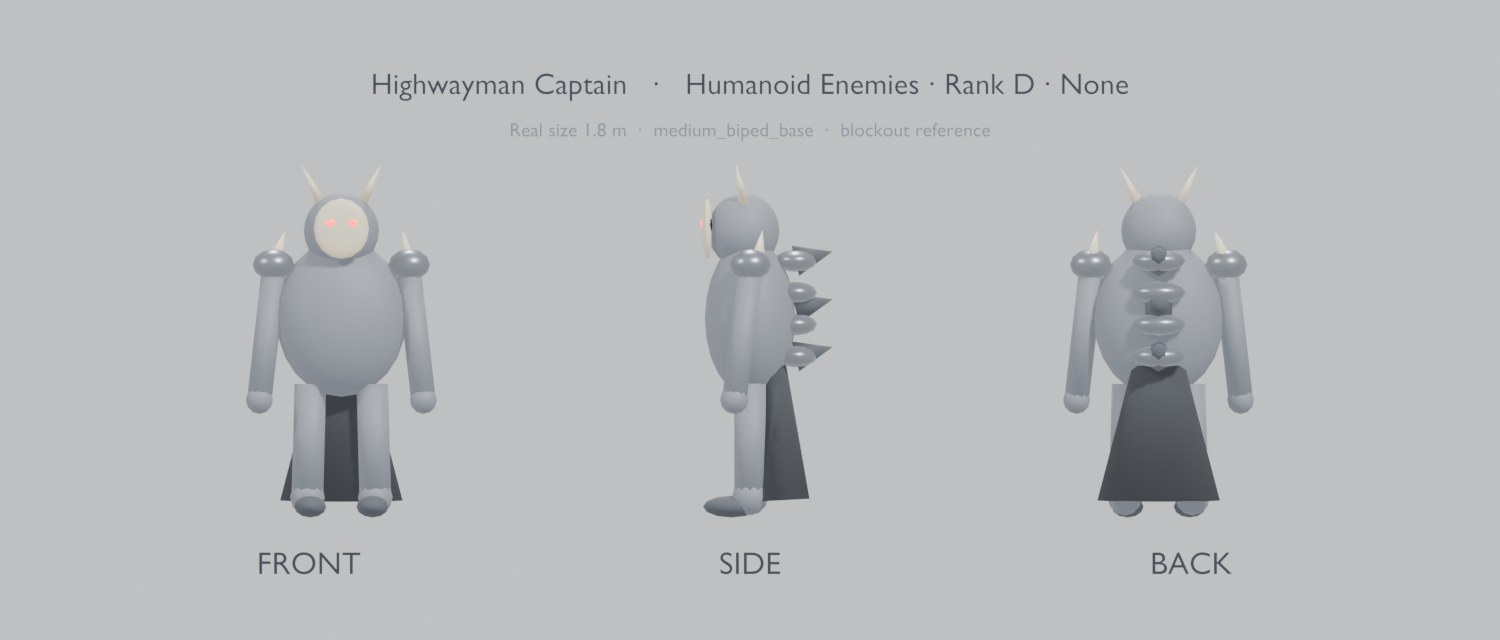 Highwayman Captain · Humanoid Enemies · Rank D · None
Real size 1.8 m · medium_biped_base · blockout reference
FRONT SIDE BACK